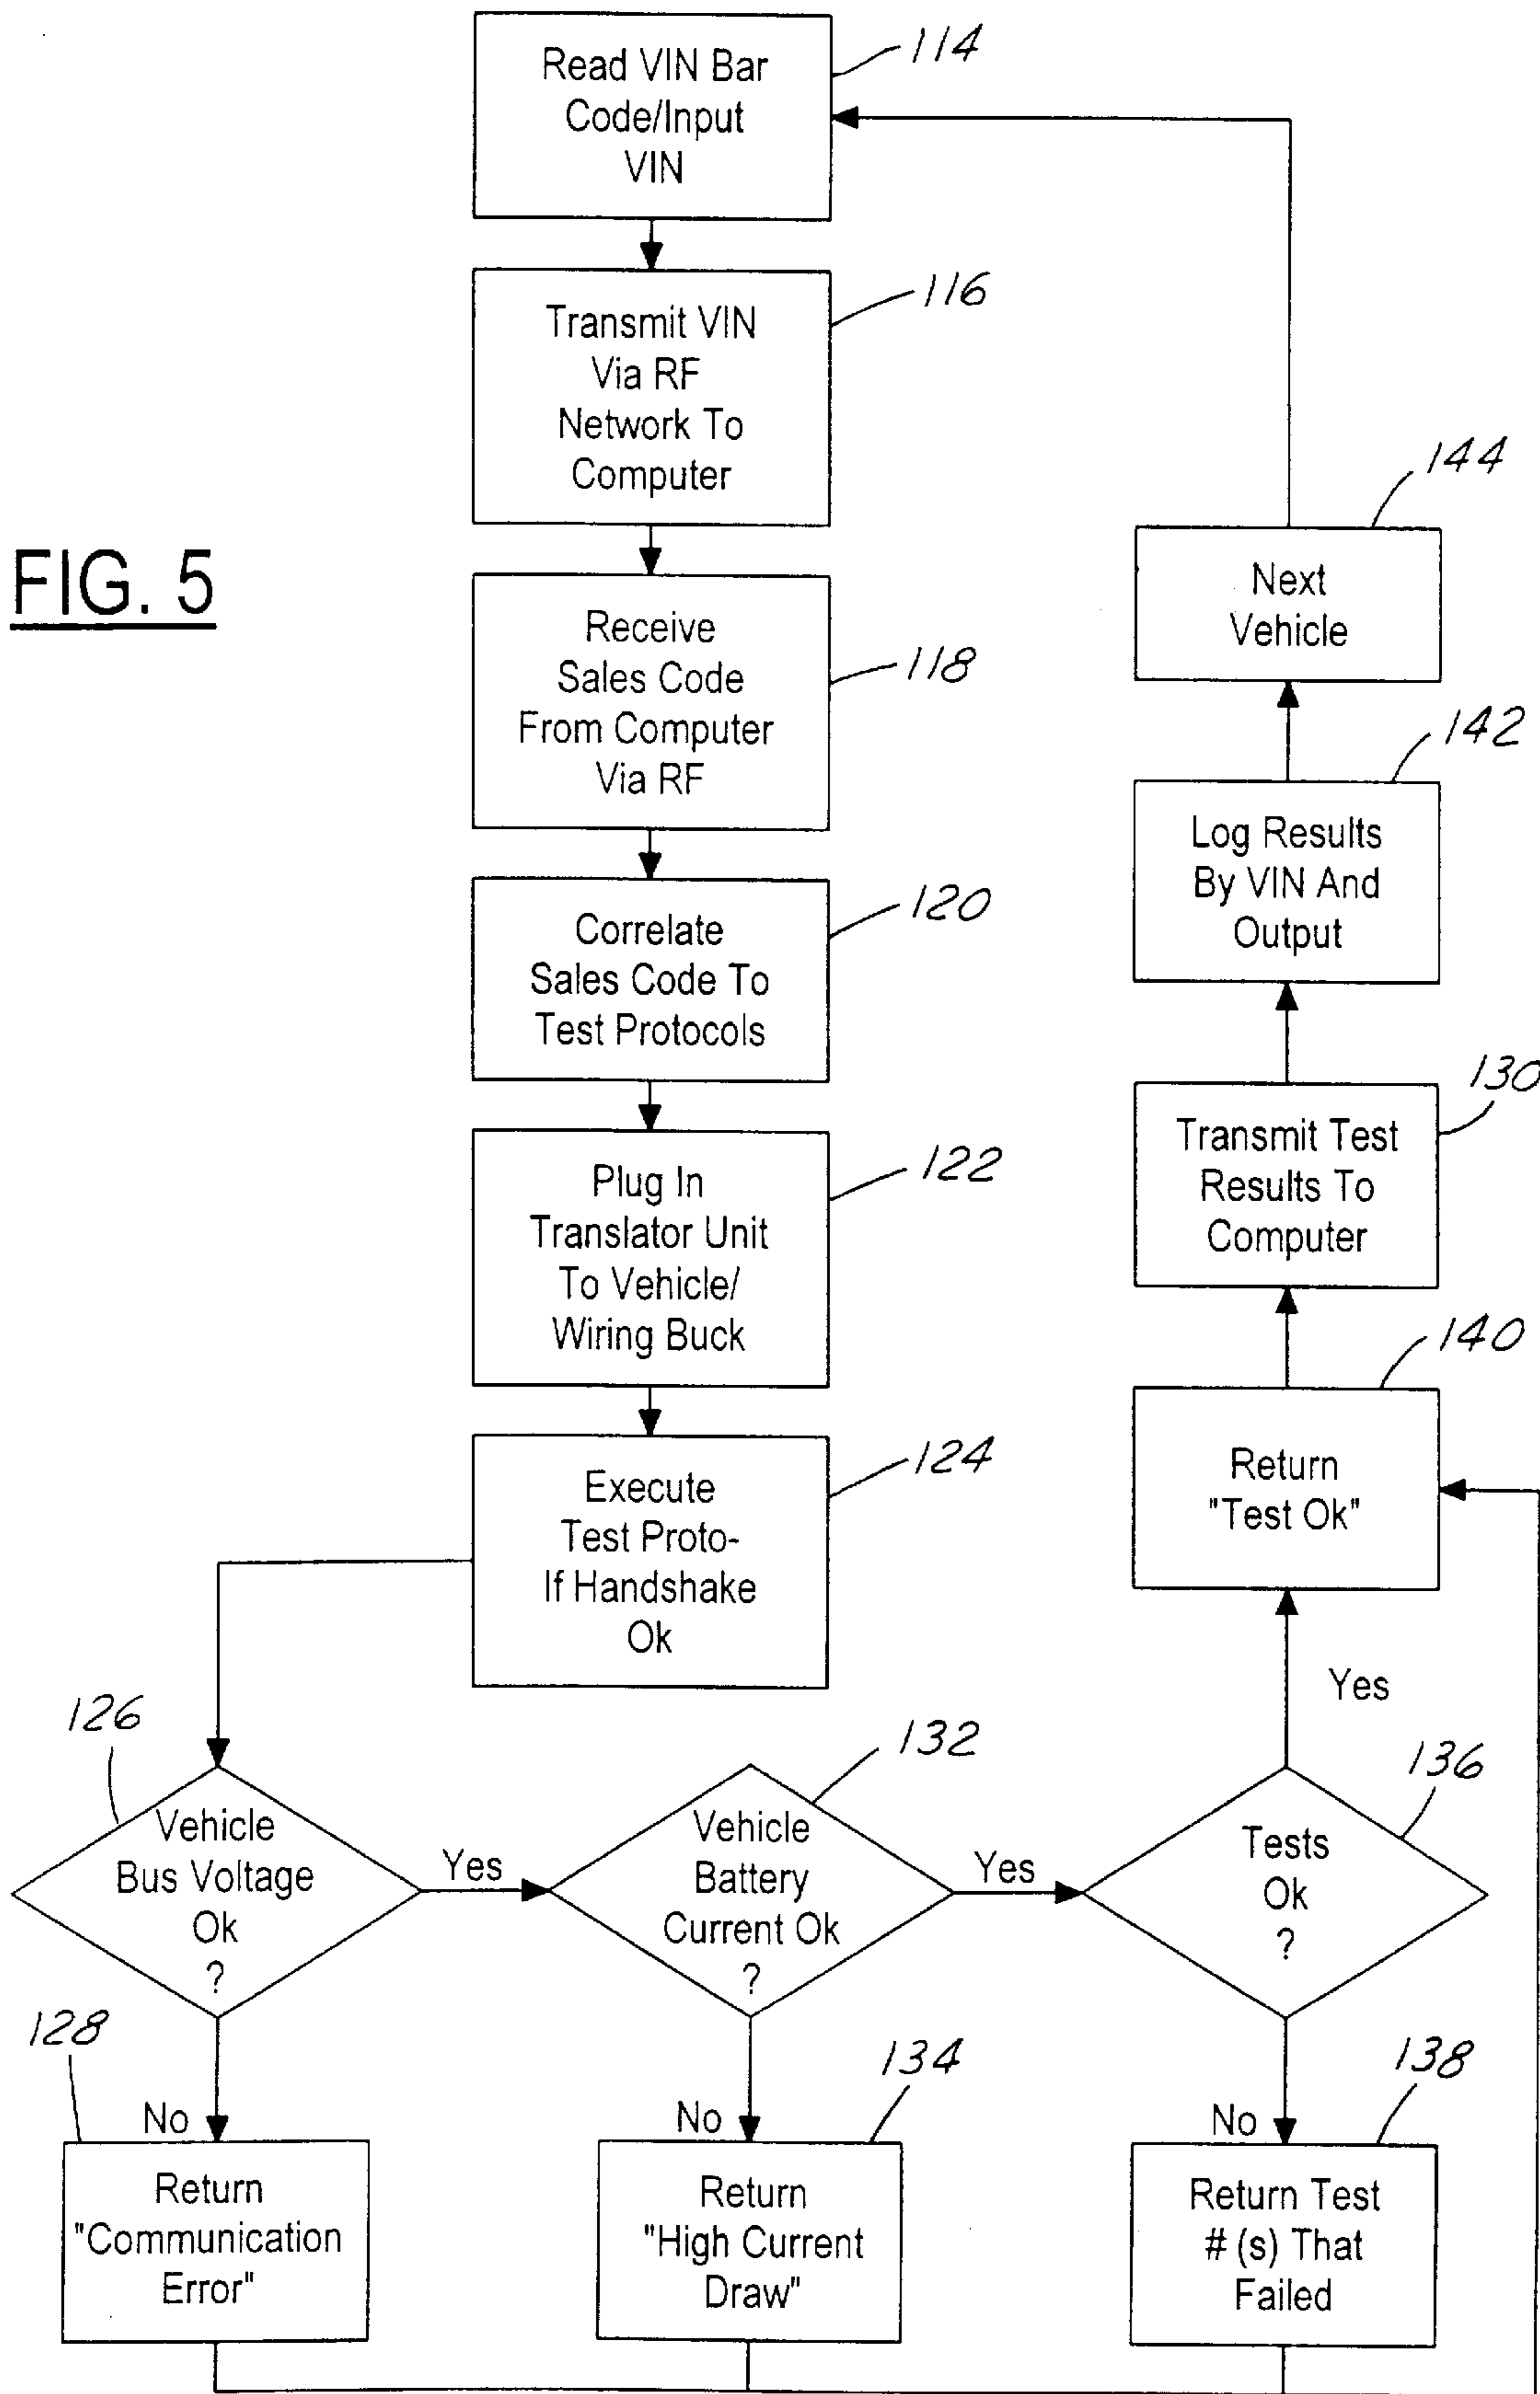 114
Read VIN Bar
Code/Input
VIN
116
Transmit VIN
Via RF
Network To
Computer
FIG. 5
118
Receive
Sales Code
From Computer
Via RF
120
Correlate
Sales Code To
Test Protocols
122
Plug In
Translator Unit
To Vehicle/
Wiring Buck
124
Execute
Test Proto-
If Handshake
Ok
126
Vehicle
Bus Voltage
Ok
?
Yes
No
128
Return
"Communication
Error"
132
Vehicle
Battery
Current Ok
?
Yes
No
134
Return
"High Current
Draw"
136
Tests
Ok
?
Yes
No
138
Return Test
# (s) That
Failed
140
Return
"Test Ok"
130
Transmit Test
Results To
Computer
142
Log Results
By VIN And
Output
144
Next
Vehicle